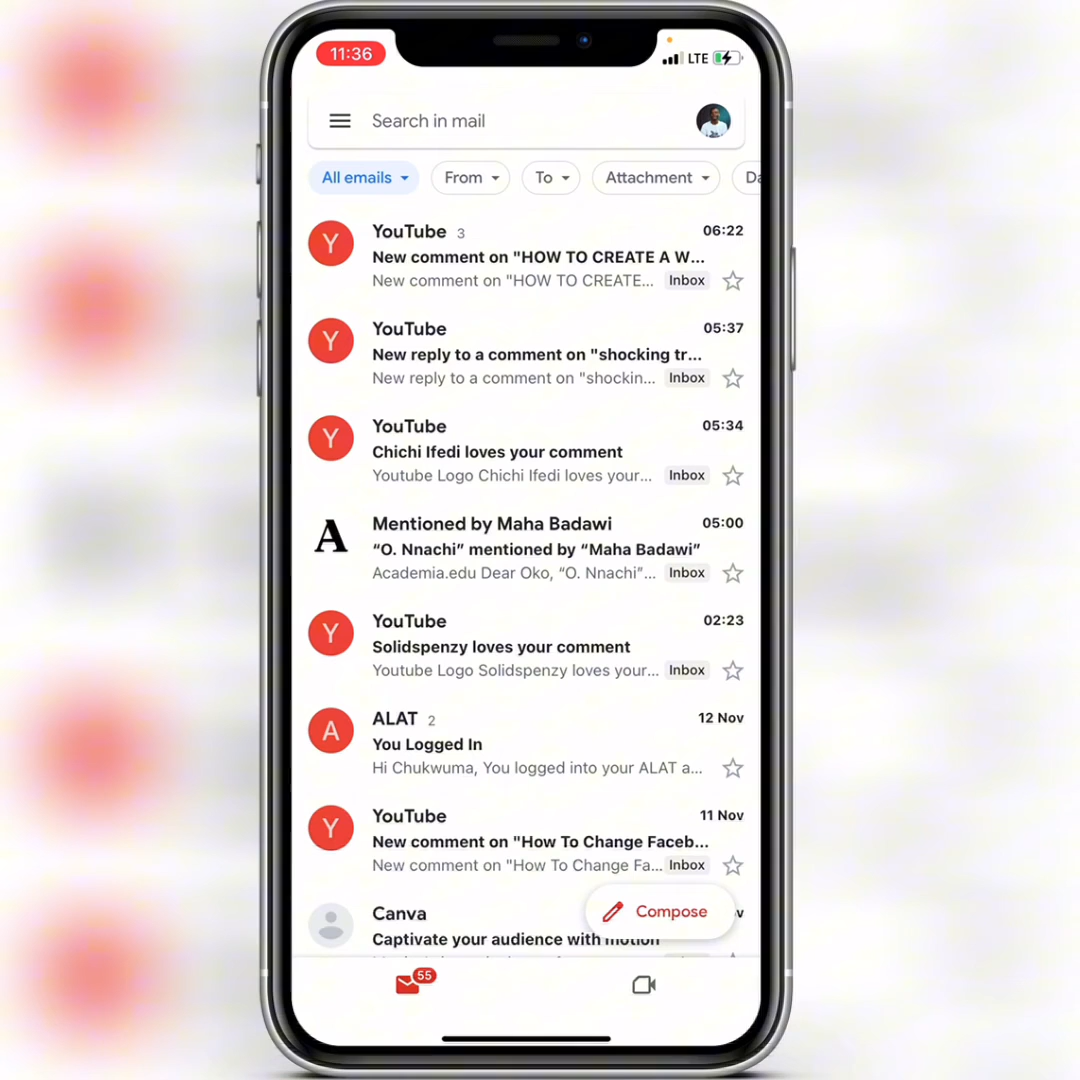 11:36
LTE
Search in mail
All emails
From
To
Attachment
Da
Y
YouTube 3
06:22
New comment on "HOW TO CREATE A W...
New comment on "HOW TO CREATE...
Inbox
Y
YouTube
05:37
New reply to a comment on "shocking tr...
New reply to a comment on "shockin...
Inbox
Y
YouTube
05:34
Chichi Ifedi loves your comment
Youtube Logo Chichi Ifedi loves your...
Inbox
A
Mentioned by Maha Badawi
05:00
“O. Nnachi” mentioned by “Maha Badawi”
Academia.edu Dear Oko, “O. Nnachi”...
Inbox
Y
YouTube
02:23
Solidspenzy loves your comment
Youtube Logo Solidspenzy loves your...
Inbox
A
ALAT 2
12 Nov
You Logged In
Hi Chukwuma, You logged into your ALAT a...
Y
YouTube
11 Nov
New comment on "How To Change Faceb...
New comment on "How To Change Fa...
Inbox
Canva
Compose
Captivate your audience with motion
55